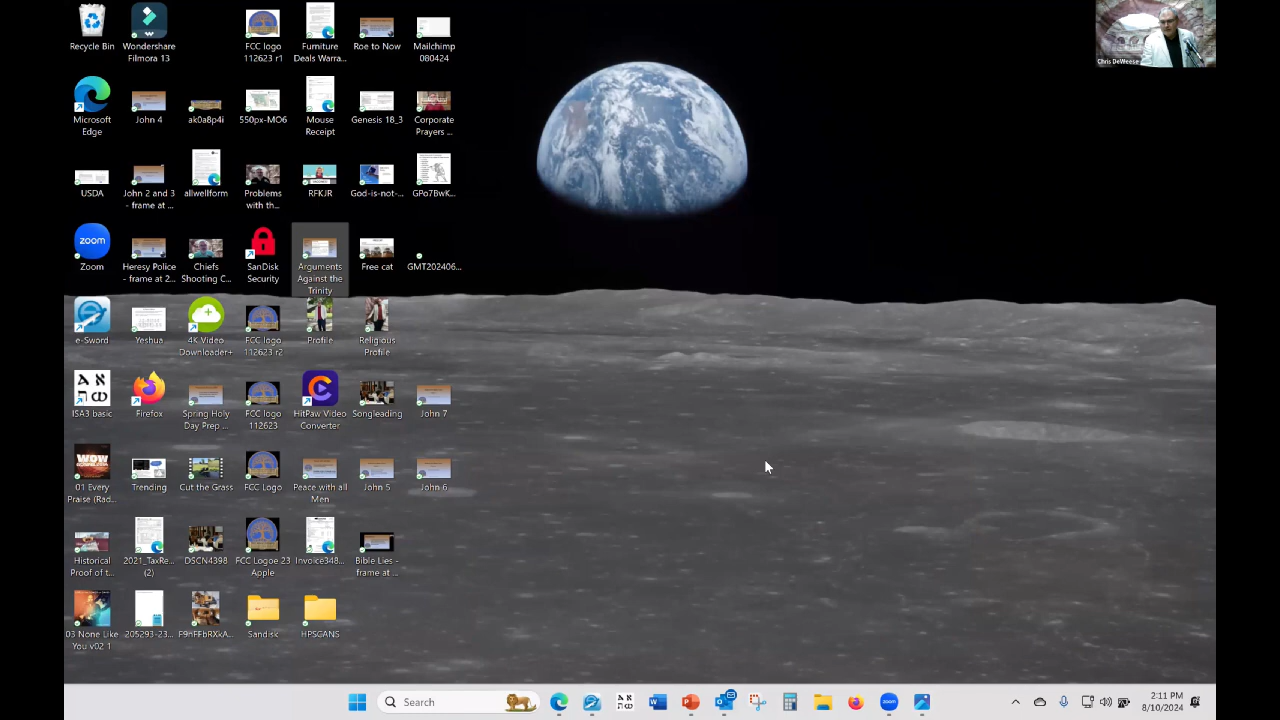 Recycle Bin
Wondershare
Filmora 13
FCC logo
112623 r1
Furniture
Deals Warra...
Roe to Now
Mailchimp
080424
Chris DeWeese
Microsoft
Edge
John 4
ak0a8p4i
550px-MO6
Mouse
Receipt
Genesis 18_3
Corporate
Prayers ...
USDA
John 2 and 3
- frame at ...
allwellform
Problems
with th...
RFKJR
God-is-not-...
GPo7BwK...
zoom
Zoom
Heresy Police
- frame at 2...
Chiefs
Shooting C...
SanDisk
Security
Arguments
Against the
Trinity
Free cat
GMT202406...
e-Sword
Yeshua
4K Video
Downloader+
FCC logo
112623 r2
Profile
Religious
Profile
ISA3 basic
Firefox
Spring Holy
Day Prep ...
FCC logo
112623
HitPaw Video
Converter
Songleading
John 7
WOW
01 Every
Praise (Rad...
Trending
Cut the Grass
FCC Logo
Peace with all
Men
John 5
John 6
Historical
Proof of t...
2021_TaxRe...
(2)
DSCN4398
FCC Logoe 23
Apple
Invoice348...
Bible Lies -
frame at ...
03 None Like
You v02 1
205293-23...
F9nFFbRXkA...
Sandisk
HPSCANS
Search
zoom
2:11 PM
8/10/2024